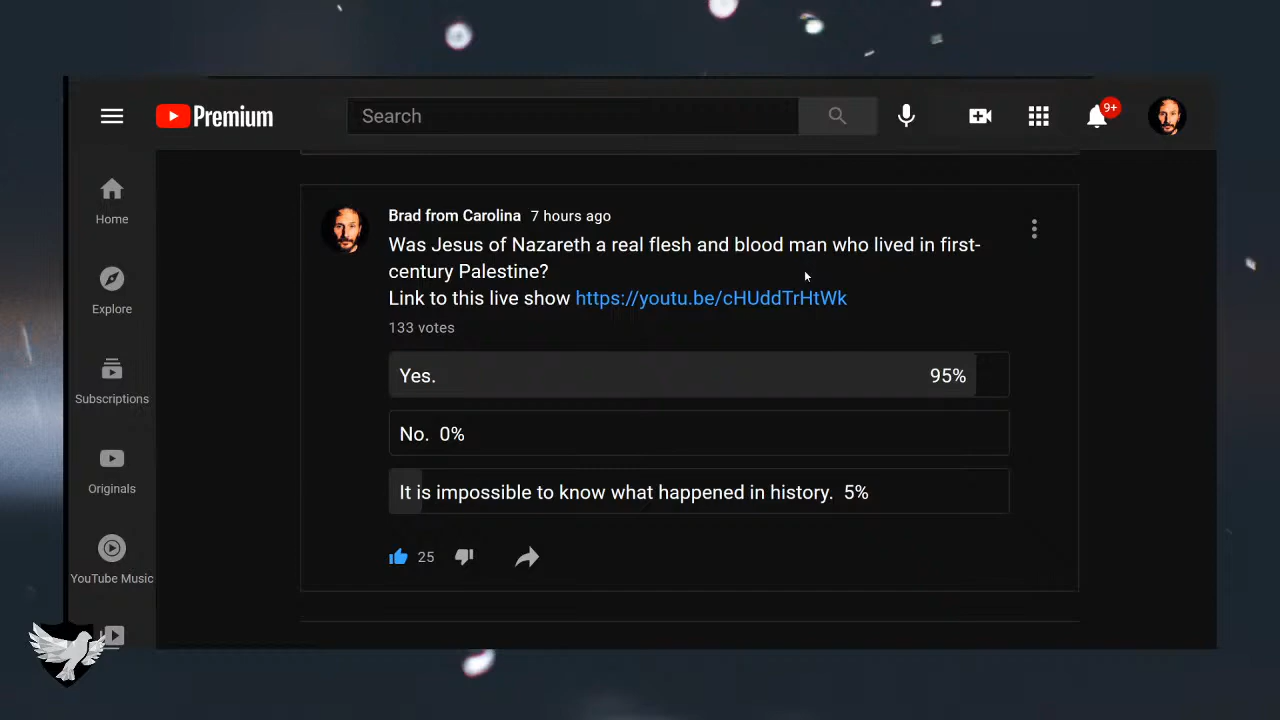 Premium
Search
9+
Home
Explore
Subscriptions
Originals
YouTube Music
Brad from Carolina 7 hours ago
Was Jesus of Nazareth a real flesh and blood man who lived in first-
century Palestine?
Link to this live show https://youtu.be/cHUddTrHtWk
133 votes
Yes. 95%
No. 0%
It is impossible to know what happened in history. 5%
25